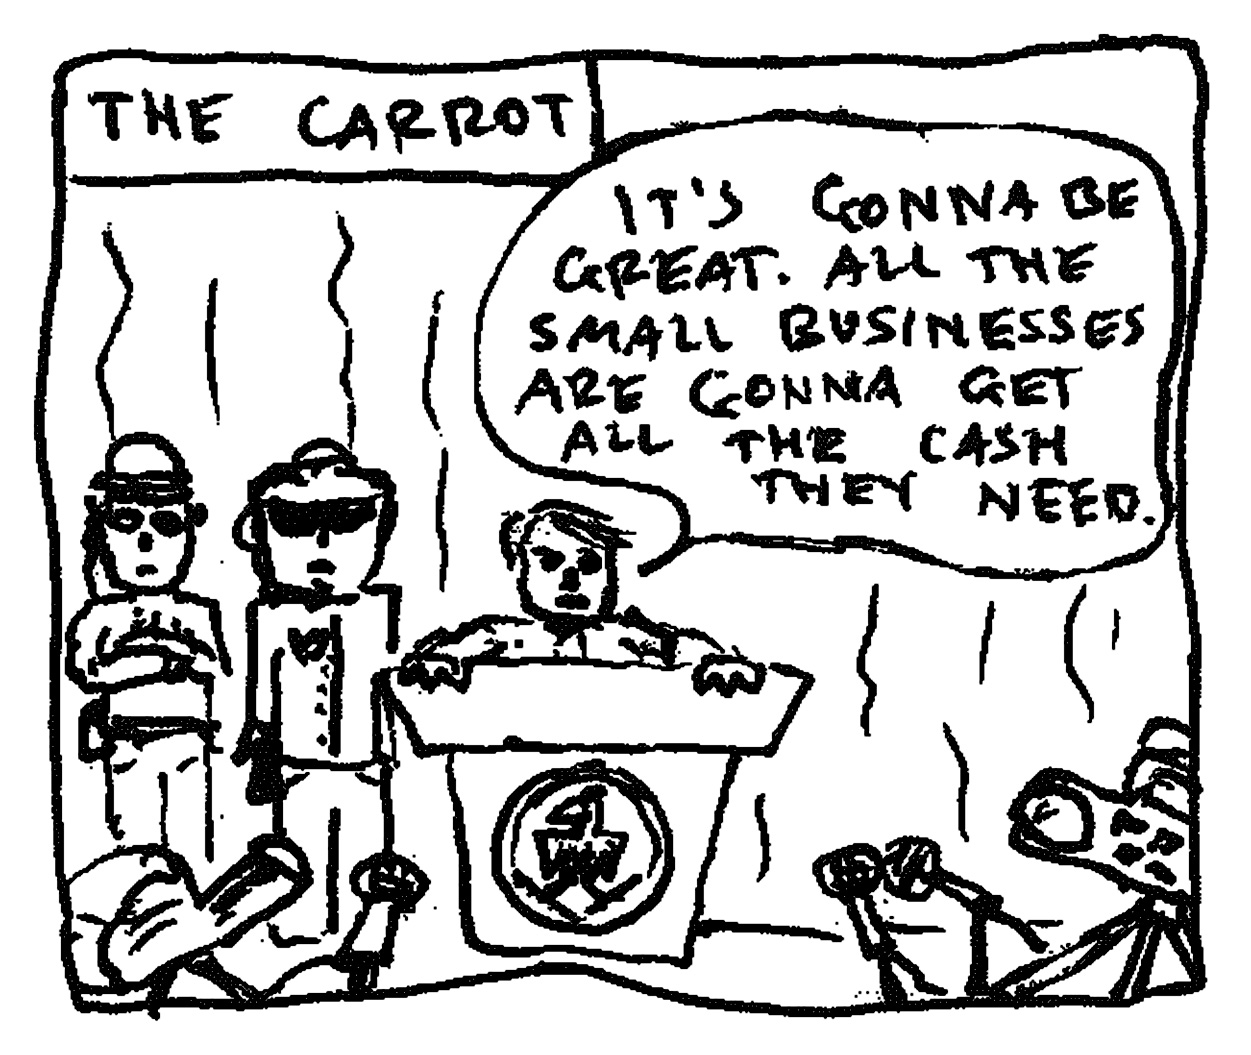 THE CARROT
IT'S GONNA BE
GREAT. ALL THE
SMALL BUSINESSES
ARE GONNA GET
ALL THE CASH
THEY NEED.